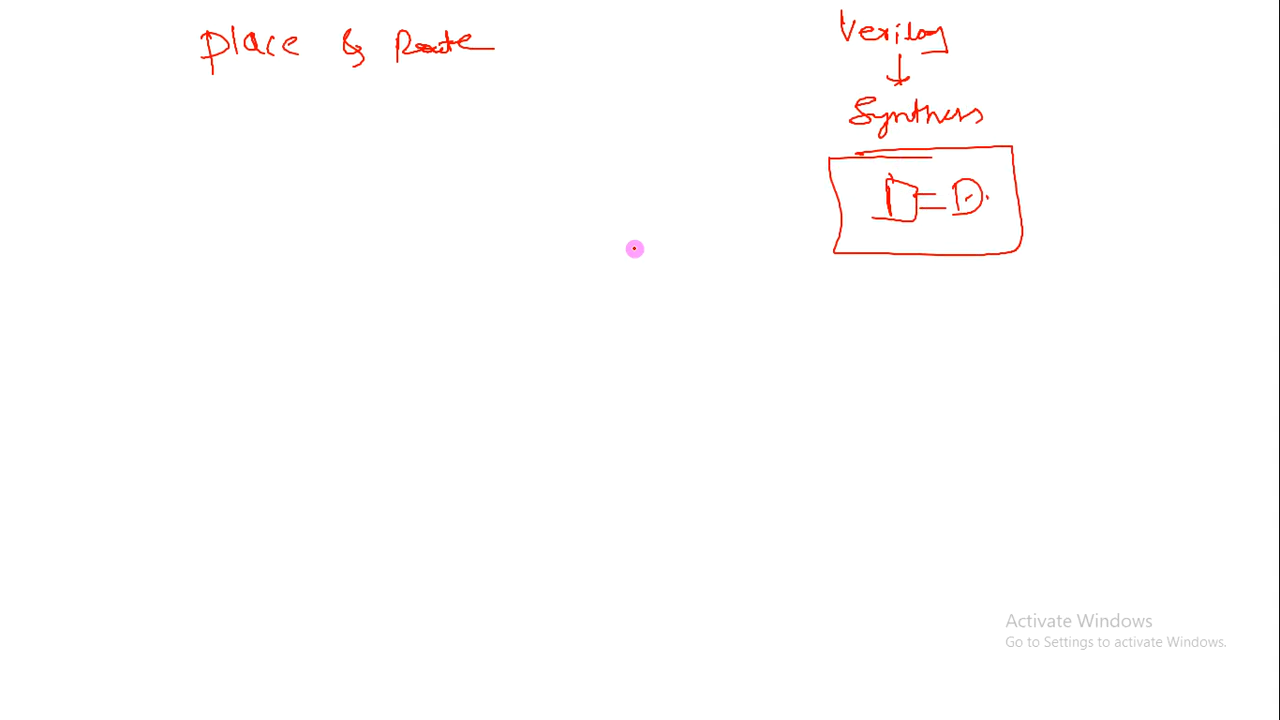 Place & Route
Verilog
Synthesis
D
Activate Windows
Go to Settings to activate Windows.